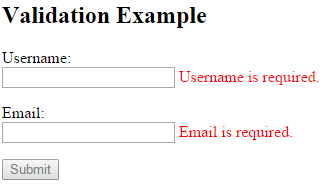 Validation Example
Username:
Username is required.
Email:
Email is required.
Submit